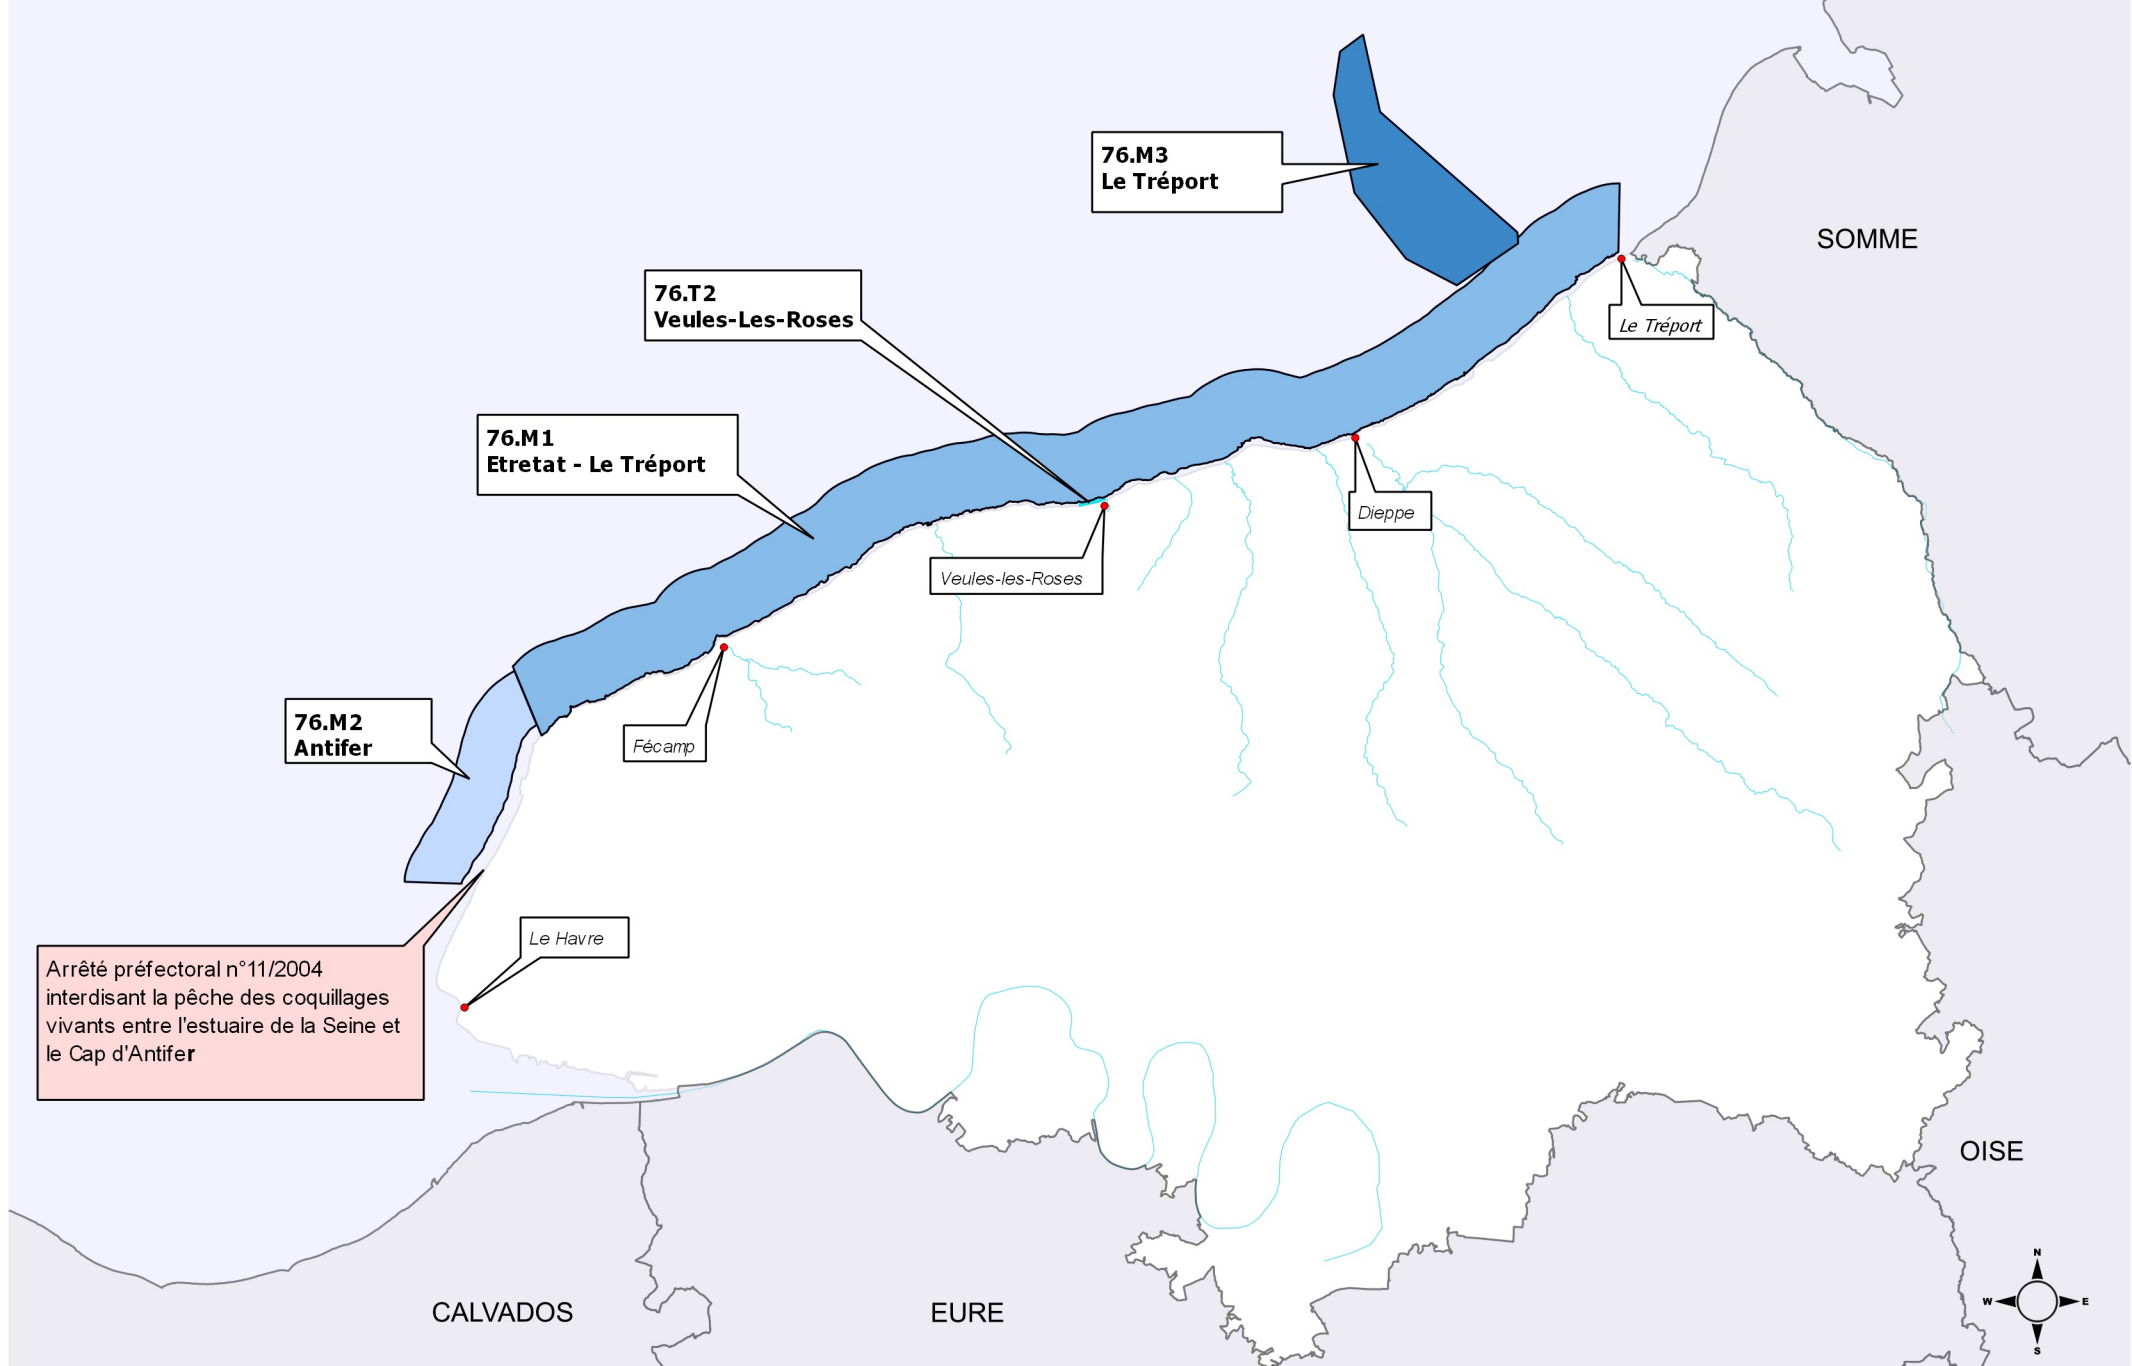 76.M3
Le Tréport
SOMME
76.T2
Veules-Les-Roses
Le Tréport
76.M1
Etretat - Le Tréport
Dieppe
Veules-les-Roses
76.M2
Antifer
Fécamp
Le Havre
Arrêté préfectoral n°11/2004
interdisant la pêche des coquillages
vivants entre l'estuaire de la Seine et
le Cap d'Antifer
OISE
CALVADOS
EURE
N
W
E
S